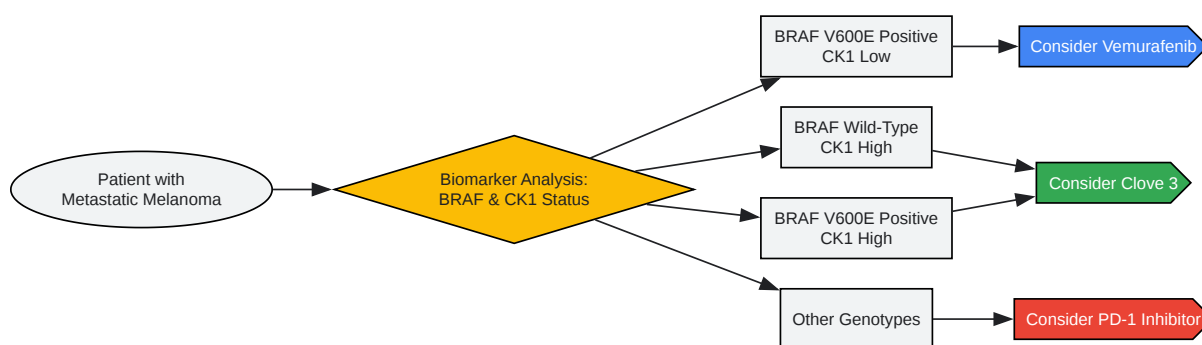 Patient with
Metastatic Melanoma
Biomarker Analysis:
BRAF & CK1 Status
BRAF V600E Positive
CK1 Low
Consider Vemurafenib
BRAF Wild-Type
CK1 High
BRAF V600E Positive
CK1 High
Consider Clove 3
Other Genotypes
Consider PD-1 Inhibitor